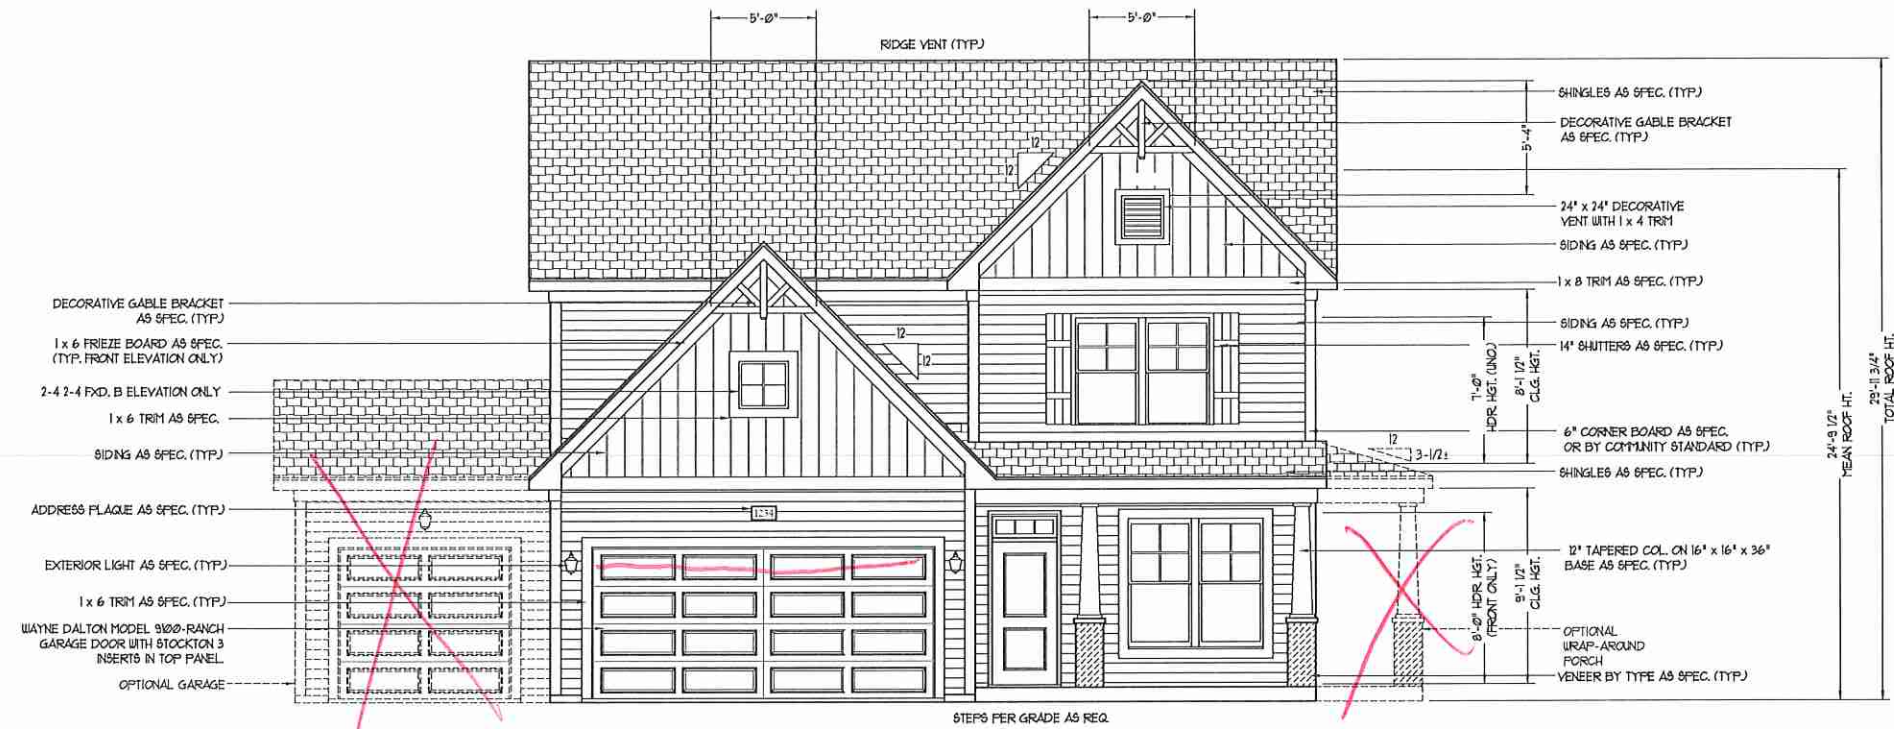 5'-0"
5'-0"
RIDGE VENT (TYP.)
SHINGLES AS SPEC. (TYP.)
DECORATIVE GABLE BRACKET
AS SPEC. (TYP.)
5'-4"
12
12
24" x 24" DECORATIVE
VENT WITH 1 x 4 TRIM
SIDING AS SPEC. (TYP.)
1 x 8 TRIM AS SPEC. (TYP.)
DECORATIVE GABLE BRACKET
AS SPEC. (TYP.)
1 x 6 FRIEZE BOARD AS SPEC.
(TYP. FRONT ELEVATION ONLY)
2-4 2-4 FXD. B ELEVATION ONLY
1 x 6 TRIM AS SPEC.
SIDING AS SPEC. (TYP.)
12
12
SIDING AS SPEC. (TYP.)
14" SHUTTERS AS SPEC. (TYP.)
7'-0"
HDR. HGT. (UNO.)
8'-1 1/2"
CLG. HGT.
6" CORNER BOARD AS SPEC.
OR BY COMMUNITY STANDARD (TYP.)
12
3-1/2±
SHINGLES AS SPEC. (TYP.)
24'-9 1/2"
MEAN ROOF HT.
29'-11 3/4"
TOTAL ROOF HT.
ADDRESS PLAQUE AS SPEC. (TYP.)
1234
EXTERIOR LIGHT AS SPEC. (TYP.)
1 x 6 TRIM AS SPEC. (TYP.)
WAYNE DALTON MODEL 9100-RANCH
GARAGE DOOR WITH STOCKTON 3
INSERTS IN TOP PANEL.
OPTIONAL GARAGE
12" TAPERED COL. ON 16" x 16" x 36"
BASE AS SPEC. (TYP.)
8'-0" HDR. HGT.
(FRONT ONLY)
9'-1 1/2"
CLG. HGT.
OPTIONAL
WRAP-AROUND
PORCH
VENEER BY TYPE AS SPEC. (TYP.)
STEPS PER GRADE AS REQ.